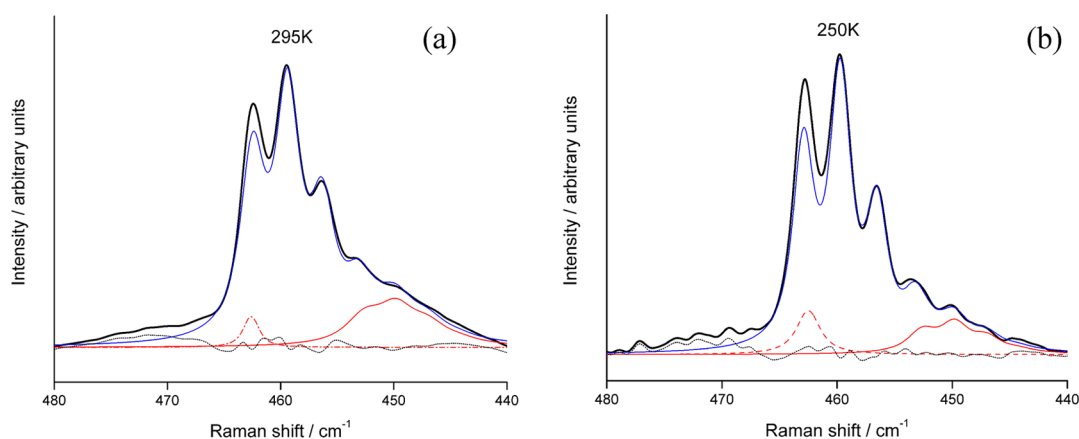 295K
(a)
Intensity / arbitrary units
480
470
460
450
440
Raman shift / cm⁻¹
250K
(b)
Intensity / arbitrary units
480
470
460
450
440
Raman shift / cm⁻¹